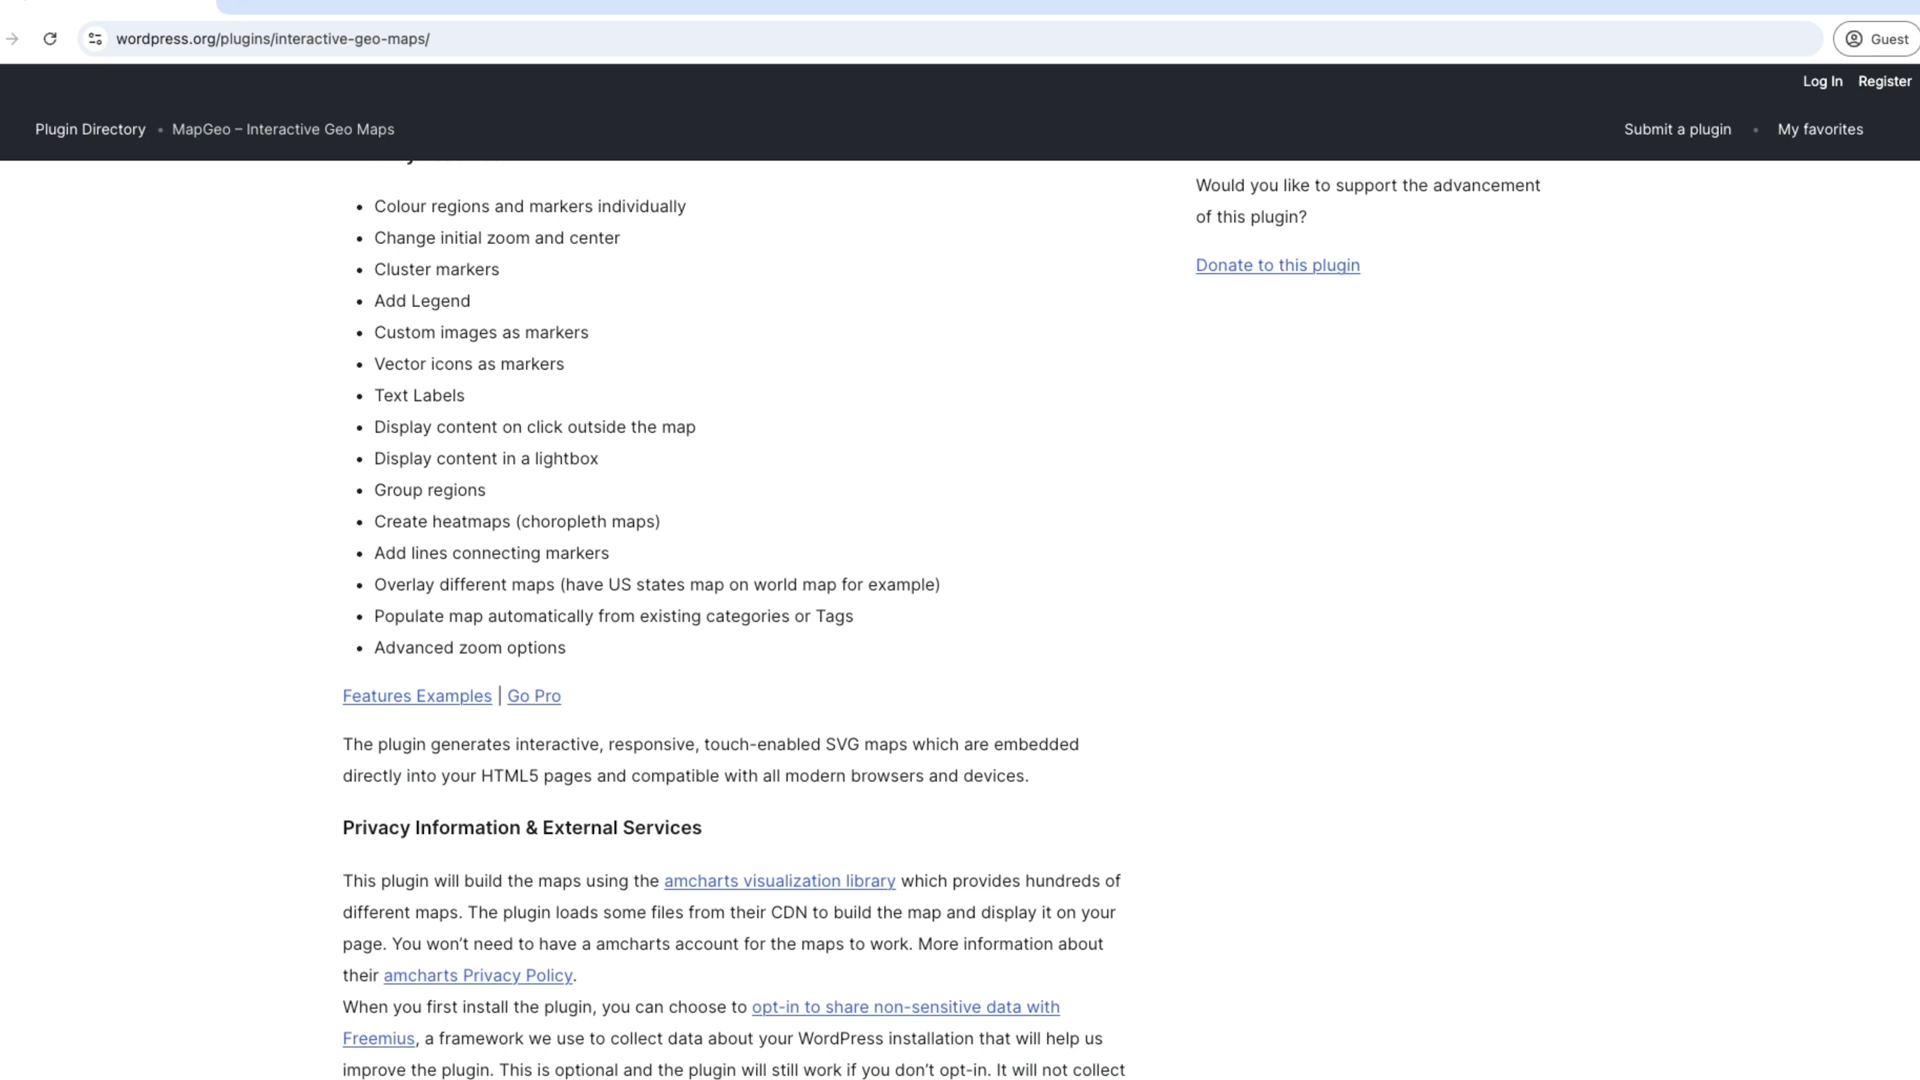 wordpress.org/plugins/interactive-geo-maps/
Guest
Log In Register
Plugin Directory • MapGeo – Interactive Geo Maps
Submit a plugin • My favorites
Would you like to support the advancement
of this plugin?
Donate to this plugin
• Colour regions and markers individually
• Change initial zoom and center
• Cluster markers
• Add Legend
• Custom images as markers
• Vector icons as markers
• Text Labels
• Display content on click outside the map
• Display content in a lightbox
• Group regions
• Create heatmaps (choropleth maps)
• Add lines connecting markers
• Overlay different maps (have US states map on world map for example)
• Populate map automatically from existing categories or Tags
• Advanced zoom options
Features Examples | Go Pro
The plugin generates interactive, responsive, touch-enabled SVG maps which are embedded
directly into your HTML5 pages and compatible with all modern browsers and devices.
Privacy Information & External Services
This plugin will build the maps using the amcharts visualization library which provides hundreds of
different maps. The plugin loads some files from their CDN to build the map and display it on your
page. You won’t need to have a amcharts account for the maps to work. More information about
their amcharts Privacy Policy.
When you first install the plugin, you can choose to opt-in to share non-sensitive data with
Freemius, a framework we use to collect data about your WordPress installation that will help us
improve the plugin. This is optional and the plugin will still work if you don’t opt-in. It will not collect